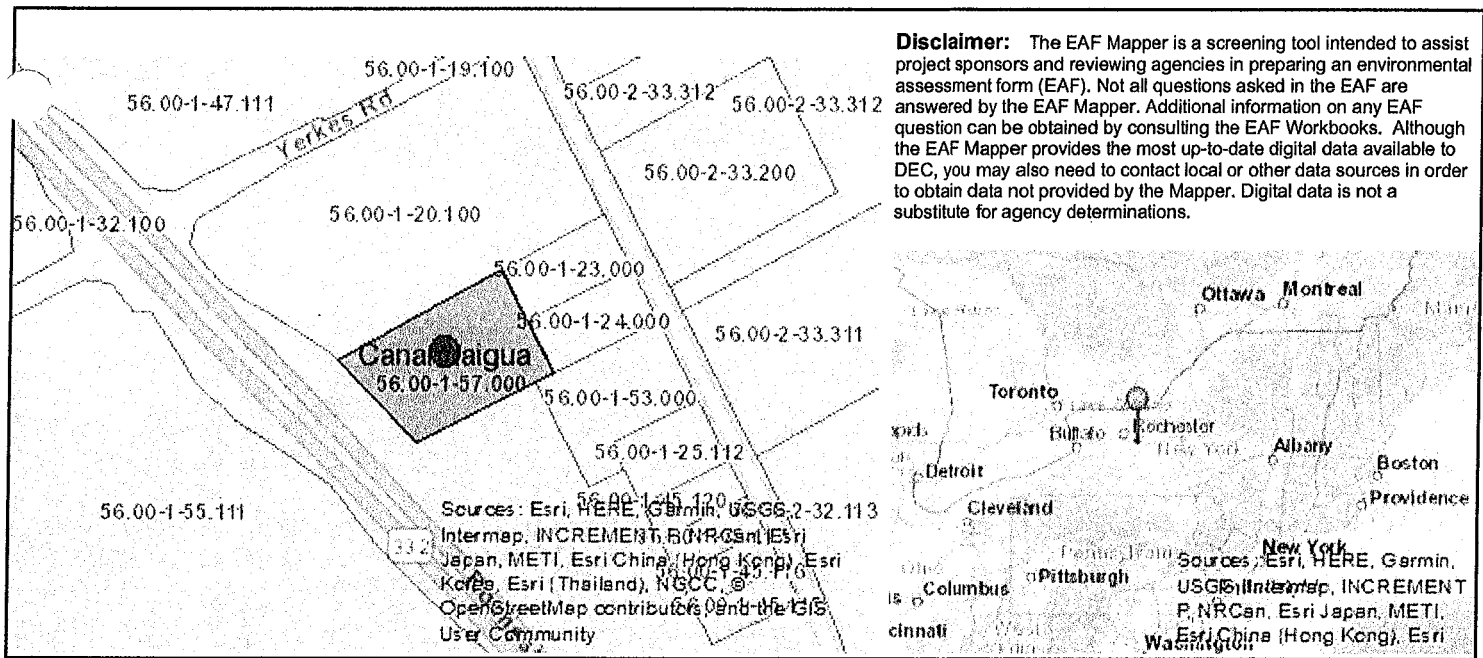 Disclaimer: The EAF Mapper is a screening tool intended to assist
project sponsors and reviewing agencies in preparing an environmental
assessment form (EAF). Not all questions asked in the EAF are
answered by the EAF Mapper. Additional information on any EAF
question can be obtained by consulting the EAF Workbooks. Although
the EAF Mapper provides the most up-to-date digital data available to
DEC, you may also need to contact local or other data sources in order
to obtain data not provided by the Mapper. Digital data is not a
substitute for agency determinations.
56.00-1-19.100
56.00-1-47.111
Yerkes Rd
56.00-2-33.312
56.00-2-33.312
56.00-2-33.200
56.00-1-20.100
56.00-1-32.100
56.00-1-23.000
56.00-1-24.000
56.00-2-33.311
56.00-1-57.000
56.00-1-53.000
56.00-1-25.112
56.00-1-55.111
332
Sources: Esri, HERE, Garmin, USGS,
Intermap, INCREMENT P, NRCan, Esri
Japan, METI, Esri China (Hong Kong), Esri
Korea, Esri (Thailand), NGCC, ©
OpenStreetMap contributors, and the GIS
User Community
Ottawa
Montreal
Toronto
Rochester
Buffalo
Albany
Detroit
Boston
Providence
Cleveland
New York
Pittsburgh
Columbus
Washington
Sources: Esri, HERE, Garmin,
USGS, Intermap, INCREMENT
P, NRCan, Esri Japan, METI,
Esri China (Hong Kong), Esri